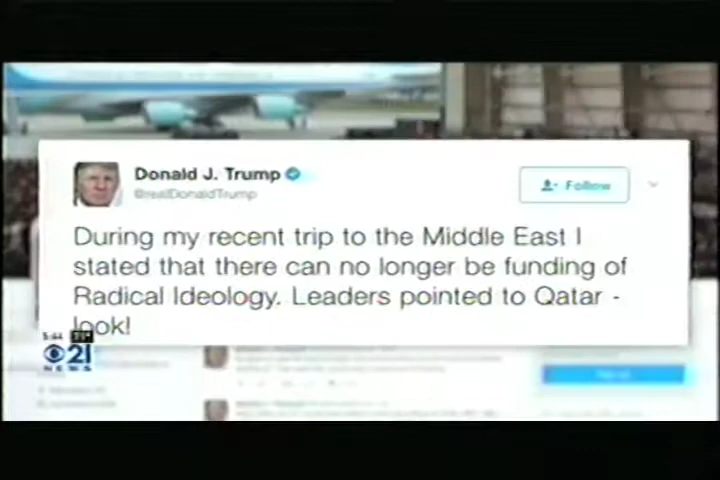 Donald J. Trump
@realDonaldTrump
Follow
During my recent trip to the Middle East I
stated that there can no longer be funding of
Radical Ideology. Leaders pointed to Qatar -
look!
5:44
21
NEWS